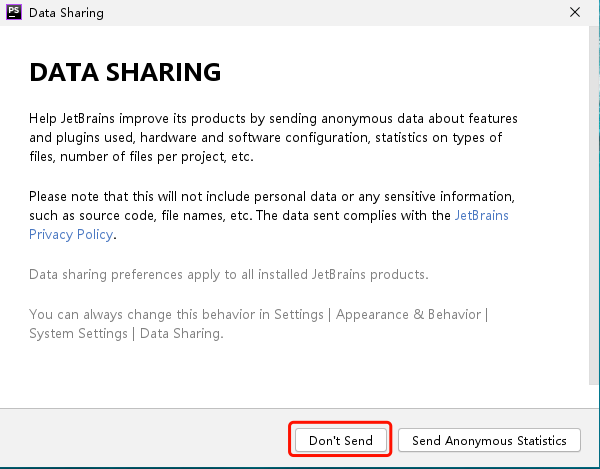 PS
Data Sharing
DATA SHARING
Help JetBrains improve its products by sending anonymous data about features
and plugins used, hardware and software configuration, statistics on types of
files, number of files per project, etc.
Please note that this will not include personal data or any sensitive information,
such as source code, file names, etc. The data sent complies with the JetBrains
Privacy Policy.
Data sharing preferences apply to all installed JetBrains products.
You can always change this behavior in Settings | Appearance & Behavior |
System Settings | Data Sharing.
Don't Send
Send Anonymous Statistics